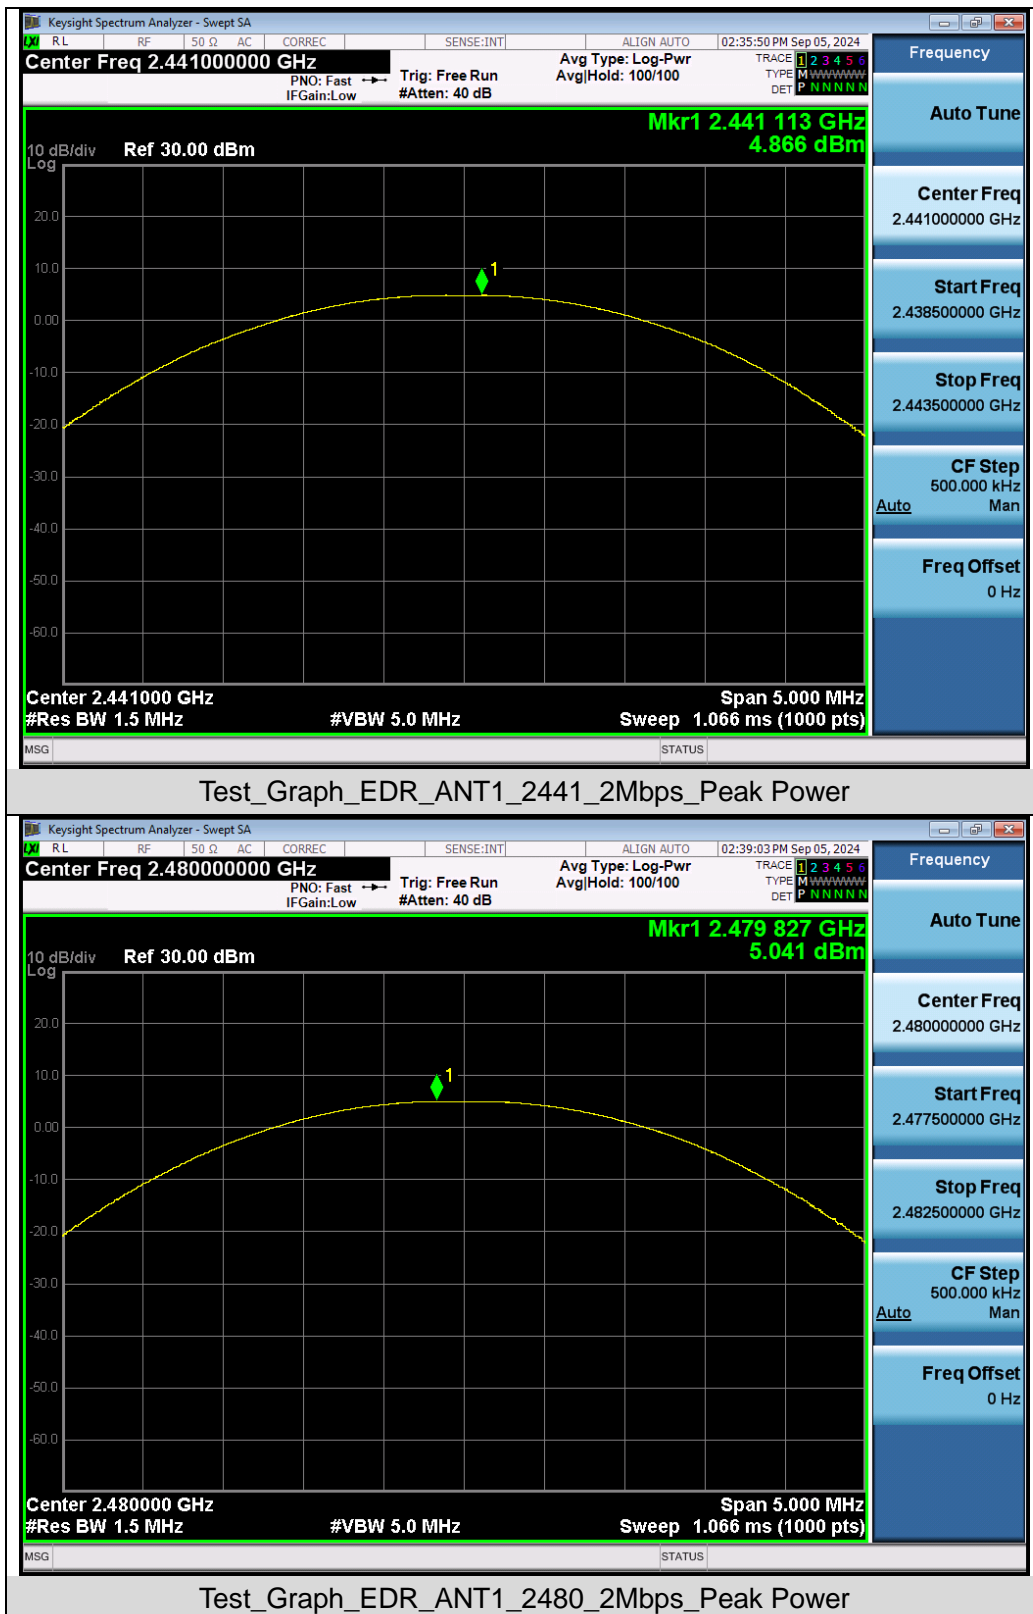 Keysight Spectrum Analyzer - Swept SA
LXI RL RF 50 Ω AC CORREC SENSE:INT ALIGN AUTO 02:35:50 PM Sep 05, 2024
Center Freq 2.441000000 GHz
PNO: Fast
IFGain:Low
Trig: Free Run
#Atten: 40 dB
Avg Type: Log-Pwr
Avg|Hold: 100/100
TRACE 1 2 3 4 5 6
TYPE M WWWWW
DET P N N N N N
Frequency
Mkr1 2.441 113 GHz
4.866 dBm
10 dB/div
Log
Ref 30.00 dBm
20.0
10.0
0.00
-10.0
-20.0
-30.0
-40.0
-50.0
-60.0
1
Center 2.441000 GHz
#Res BW 1.5 MHz
#VBW 5.0 MHz
Span 5.000 MHz
Sweep 1.066 ms (1000 pts)
Auto Tune
Center Freq
2.441000000 GHz
Start Freq
2.438500000 GHz
Stop Freq
2.443500000 GHz
CF Step
500.000 kHz
Auto Man
Freq Offset
0 Hz
MSG STATUS
Test_Graph_EDR_ANT1_2441_2Mbps_Peak Power
Keysight Spectrum Analyzer - Swept SA
LXI RL RF 50 Ω AC CORREC SENSE:INT ALIGN AUTO 02:39:03 PM Sep 05, 2024
Center Freq 2.480000000 GHz
PNO: Fast
IFGain:Low
Trig: Free Run
#Atten: 40 dB
Avg Type: Log-Pwr
Avg|Hold: 100/100
TRACE 1 2 3 4 5 6
TYPE M WWWWW
DET P N N N N N
Frequency
Mkr1 2.479 827 GHz
5.041 dBm
10 dB/div
Log
Ref 30.00 dBm
20.0
10.0
0.00
-10.0
-20.0
-30.0
-40.0
-50.0
-60.0
1
Center 2.480000 GHz
#Res BW 1.5 MHz
#VBW 5.0 MHz
Span 5.000 MHz
Sweep 1.066 ms (1000 pts)
Auto Tune
Center Freq
2.480000000 GHz
Start Freq
2.477500000 GHz
Stop Freq
2.482500000 GHz
CF Step
500.000 kHz
Auto Man
Freq Offset
0 Hz
MSG STATUS
Test_Graph_EDR_ANT1_2480_2Mbps_Peak Power